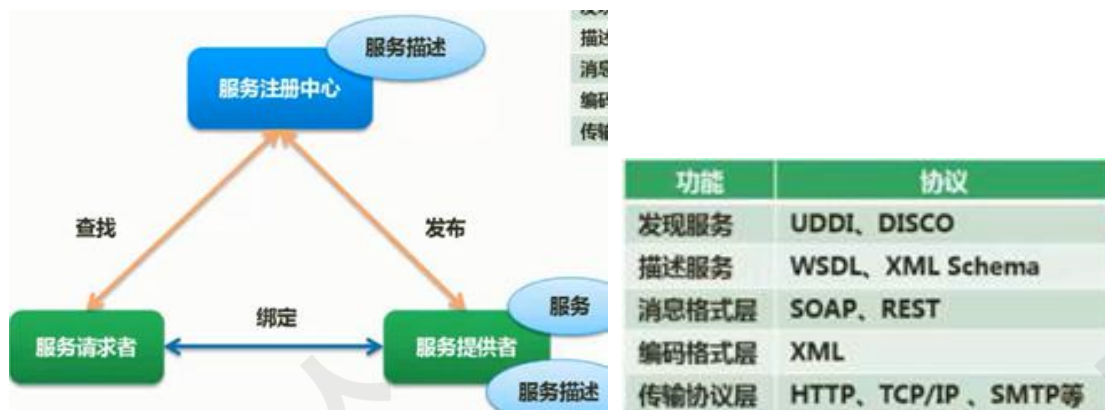 服务描述
服务注册中心
查找
发布
绑定
服务
服务请求者
服务提供者
服务描述
描述
消息
编码
传输
功能 协议
发现服务 UDDI、DISCO
描述服务 WSDL、XML Schema
消息格式层 SOAP、REST
编码格式层 XML
传输协议层 HTTP、TCP/IP 、SMTP等